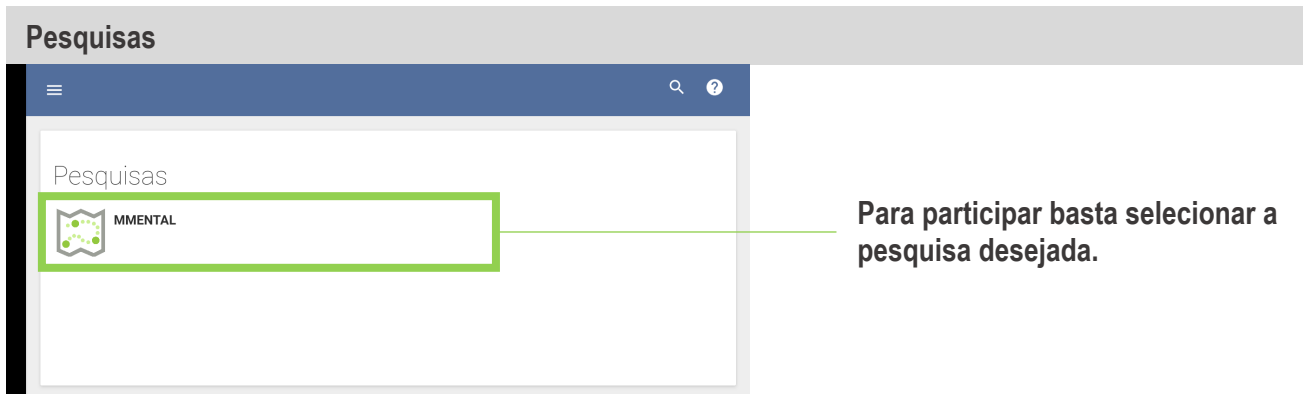 Pesquisas
Pesquisas
MMENTAL
Para participar basta selecionar a
pesquisa desejada.